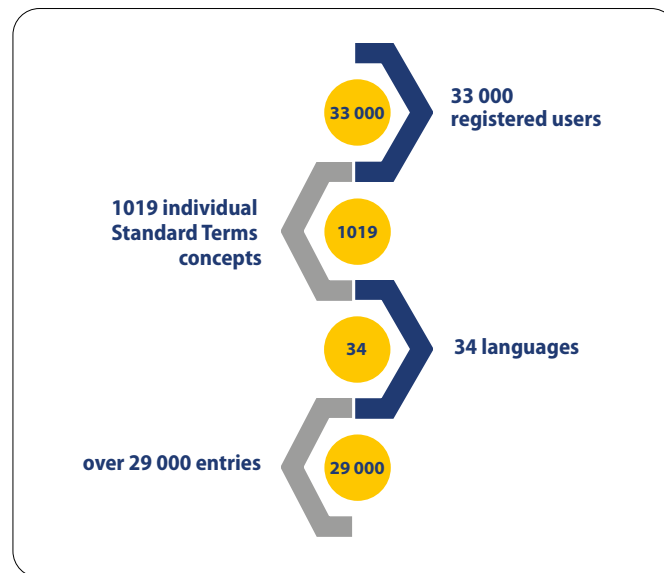 33 000
33 000
registered users
1019 individual
Standard Terms
concepts
1019
34
34 languages
over 29 000 entries
29 000